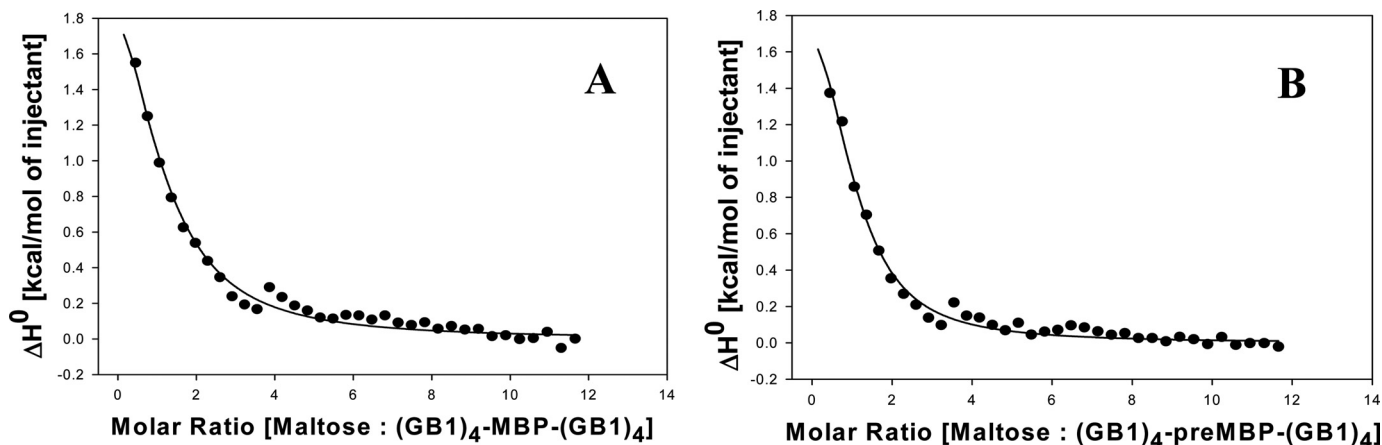 A
ΔH⁰ [kcal/mol of injectant]
1.8
1.6
1.4
1.2
1.0
0.8
0.6
0.4
0.2
0.0
-0.2
0 2 4 6 8 10 12 14
Molar Ratio [Maltose : (GB1)₄-MBP-(GB1)₄]
B
ΔH⁰ [kcal/mol of injectant]
1.8
1.6
1.4
1.2
1.0
0.8
0.6
0.4
0.2
0.0
-0.2
0 2 4 6 8 10 12 14
Molar Ratio [Maltose : (GB1)₄-preMBP-(GB1)₄]